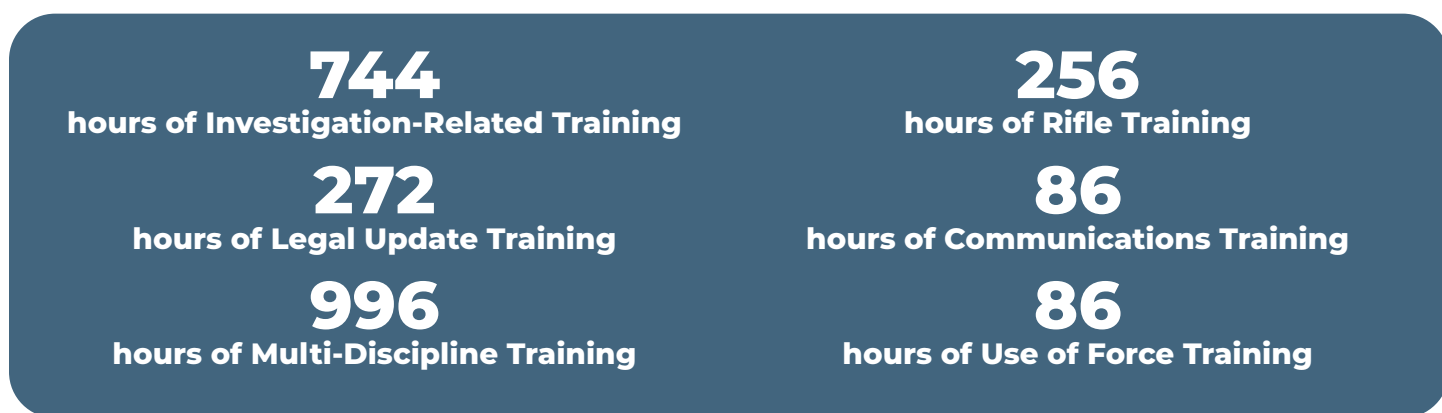 744
hours of Investigation-Related Training
272
hours of Legal Update Training
996
hours of Multi-Discipline Training
256
hours of Rifle Training
86
hours of Communications Training
86
hours of Use of Force Training